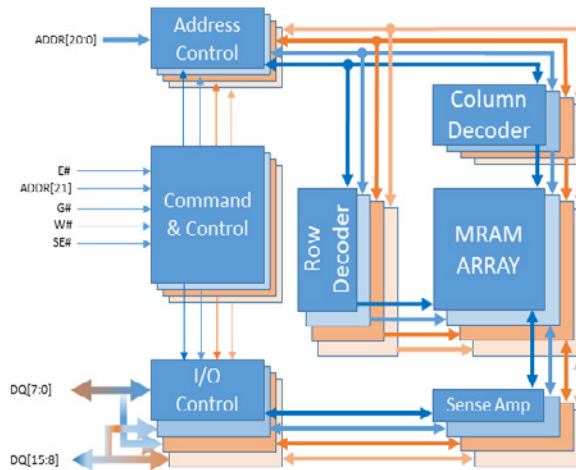 Address
Control
ADDR[20:0]
Column
Decoder
E#
ADDR[21]
G#
W#
SE#
Command
& Control
Row
Decoder
MRAM
ARRAY
I/O
Control
DQ[7:0]
Sense Amp
DQ[15:8]